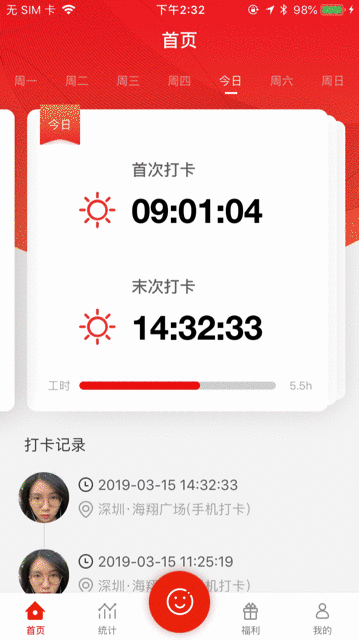 无 SIM 卡 下午2:32 98%
首页
周一 周二 周三 周四 今日 周六 周日
今日
首次打卡
09:01:04
末次打卡
14:32:33
工时 5.5h
打卡记录
2019-03-15 14:32:33
深圳·海翔广场(手机打卡)
2019-03-15 11:25:19
深圳·海翔广场(手机打卡)
首页 统计 福利 我的